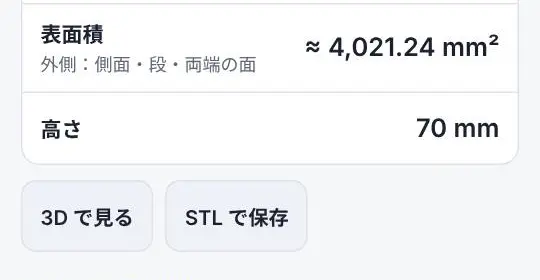 表面積
≈ 4,021.24 mm²
外側：側面・段・両端の面
高さ
70 mm
3D で見る
STL で保存